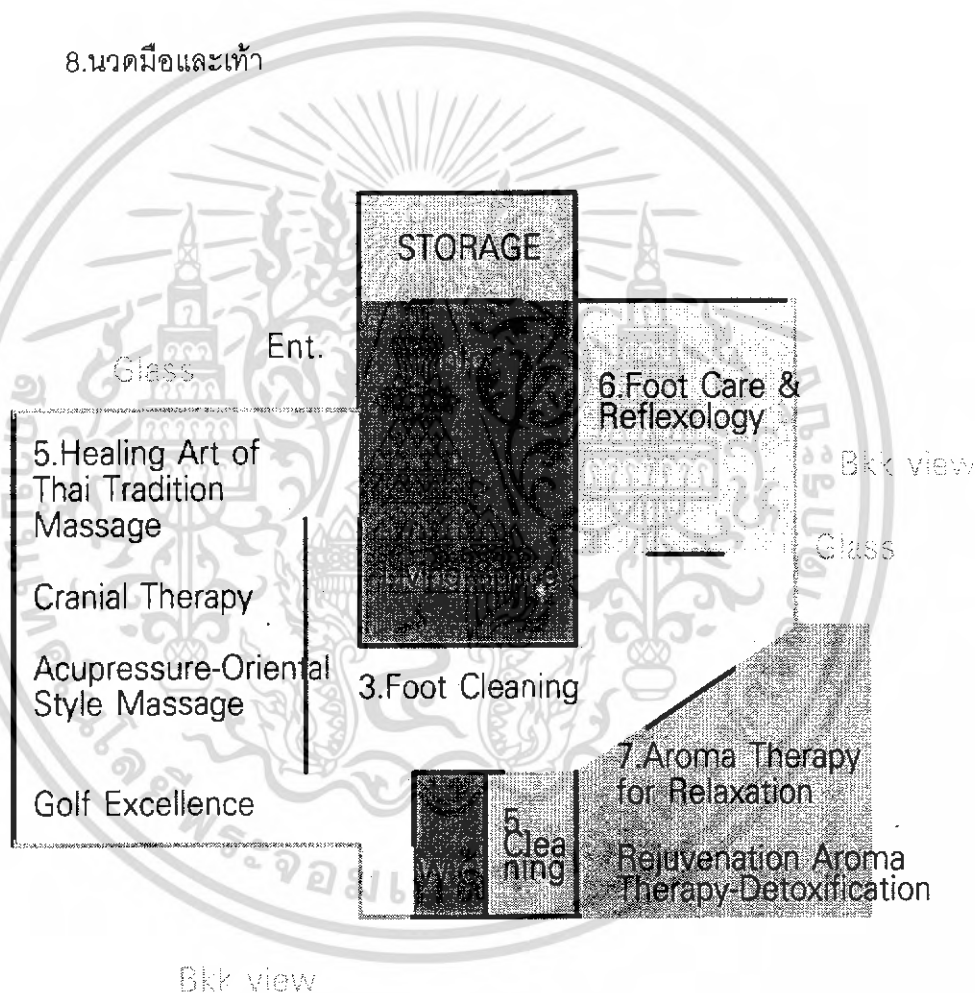 8.นวดมือและเท้า
STORAGE
Ent.
Glass
6.Foot Care &
Reflexology
Bkk view
5.Healing Art of
Thai Tradition
Massage
Glass
Cranial Therapy
Acupressure-Oriental
Style Massage
3.Foot Cleaning
7.Aroma Therapy
for Relaxation
Golf Excellence
5.
Clea
ning
Rejuvenation Aroma
Therapy-Detoxification
Bkk view